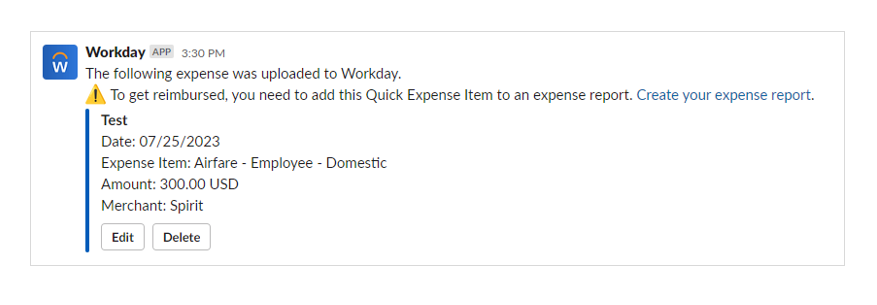 Workday APP 3:30 PM
The following expense was uploaded to Workday.
⚠️ To get reimbursed, you need to add this Quick Expense Item to an expense report. Create your expense report.
Test
Date: 07/25/2023
Expense Item: Airfare - Employee - Domestic
Amount: 300.00 USD
Merchant: Spirit
Edit Delete